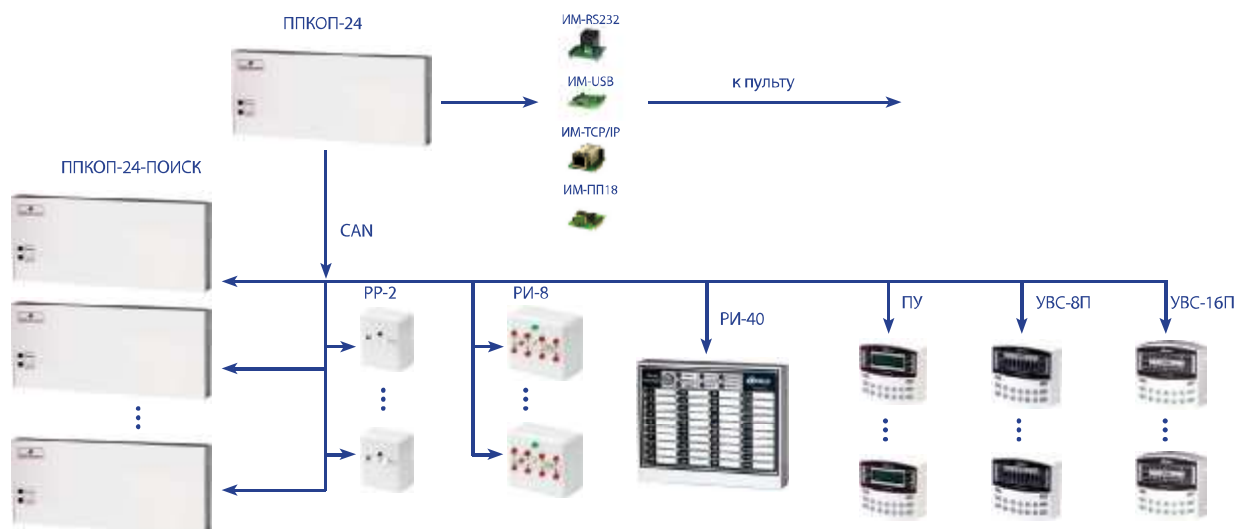 ППКОП-24
ИМ-RS232
ИМ-USB
к пульту
ИМ-TCP/IP
ППКОП-24-ПОИСК
ИМ-ПП18
CAN
РР-2
РИ-8
РИ-40
ПУ
УВС-8П
УВС-16П